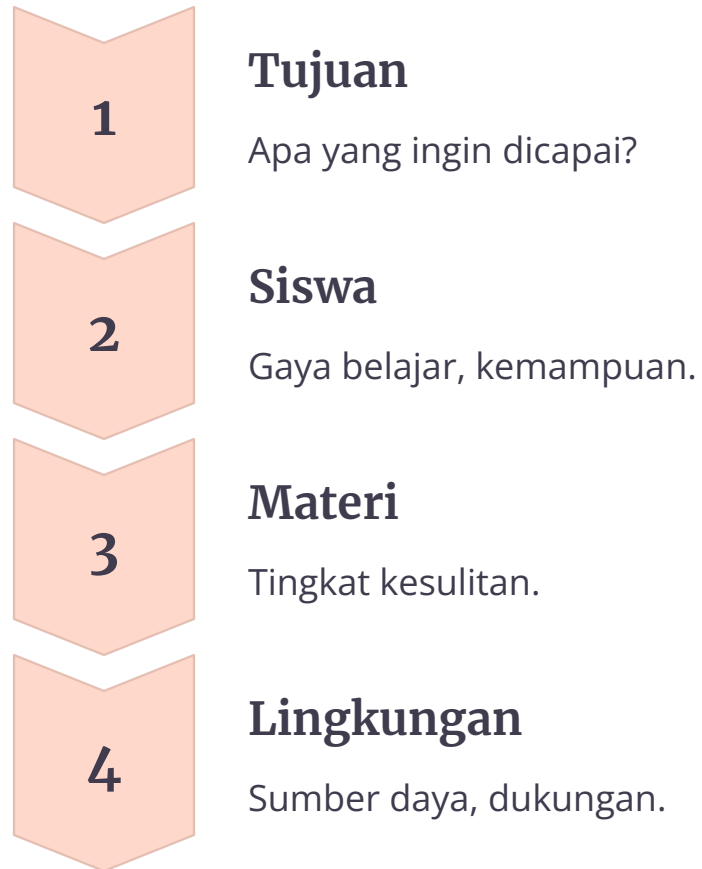 1
Tujuan
Apa yang ingin dicapai?
2
Siswa
Gaya belajar, kemampuan.
3
Materi
Tingkat kesulitan.
4
Lingkungan
Sumber daya, dukungan.